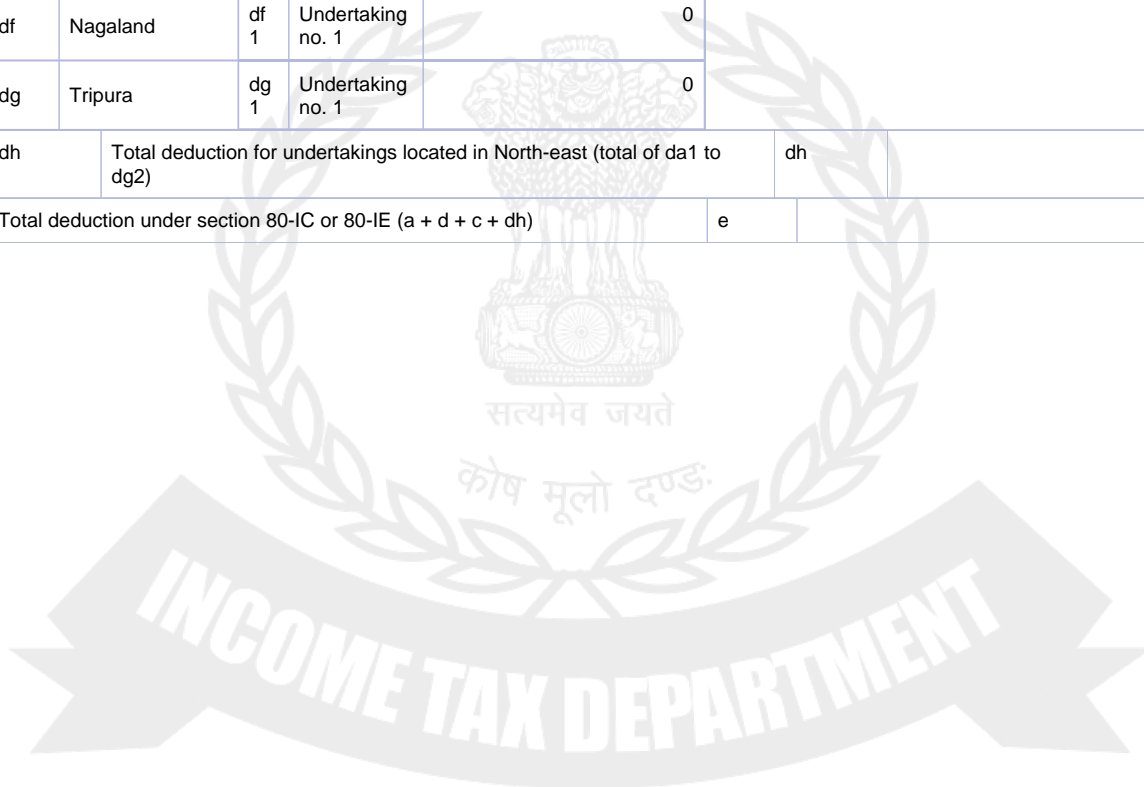 df Nagaland df 1 Undertaking no. 1 0
dg Tripura dg 1 Undertaking no. 1 0
dh Total deduction for undertakings located in North-east (total of da1 to dg2) dh
Total deduction under section 80-IC or 80-IE (a + d + c + dh) e
सत्यमेव जयते
कोष मूलो दण्डः
INCOME TAX DEPARTMENT